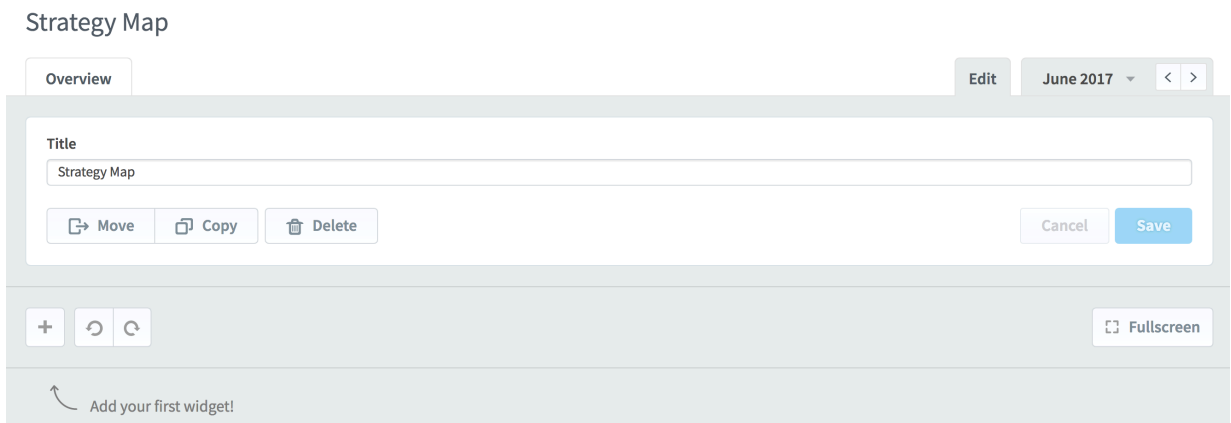 Strategy Map
Overview
Edit
June 2017
Title
Strategy Map
Move
Copy
Delete
Cancel
Save
Fullscreen
Add your first widget!